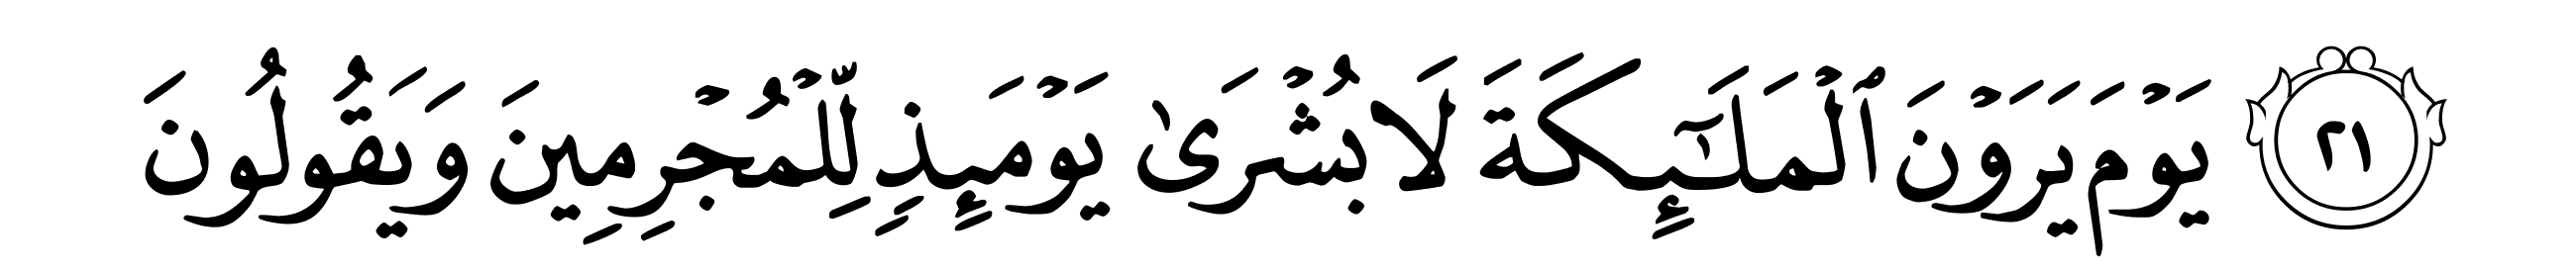 ٢١ يَوْمَ يَرَوْنَ ٱلْمَلَـٰٓئِكَةَ لَا بُشْرَىٰ يَوْمَئِذٍ لِّلْمُجْرِمِينَ وَيَقُولُونَ